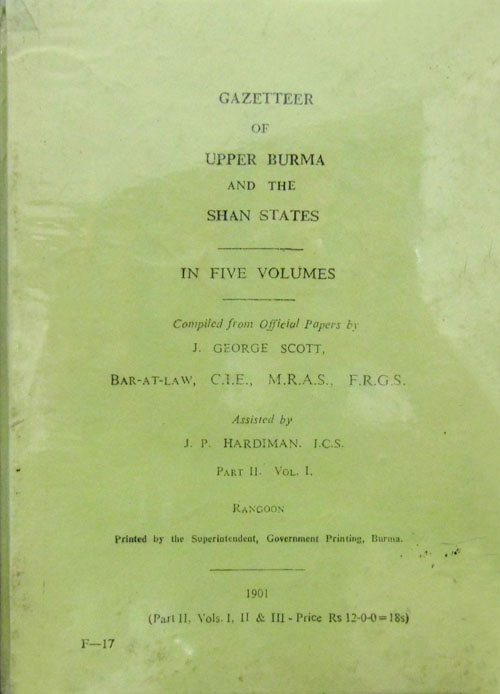 GAZETTEER
OF
UPPER BURMA
AND THE
SHAN STATES
IN FIVE VOLUMES
Compiled from Official Papers by
J. GEORGE SCOTT,
BAR-AT-LAW, C.I.E., M.R.A.S., F.R.G.S.
Assisted by
J. P. HARDIMAN. I.C.S.
PART II. VOL. I.
RANGOON
Printed by the Superintendent, Government Printing, Burma.
1901
(Part II, Vols. I, II & III - Price Rs 12-0-0=18s)
F—17